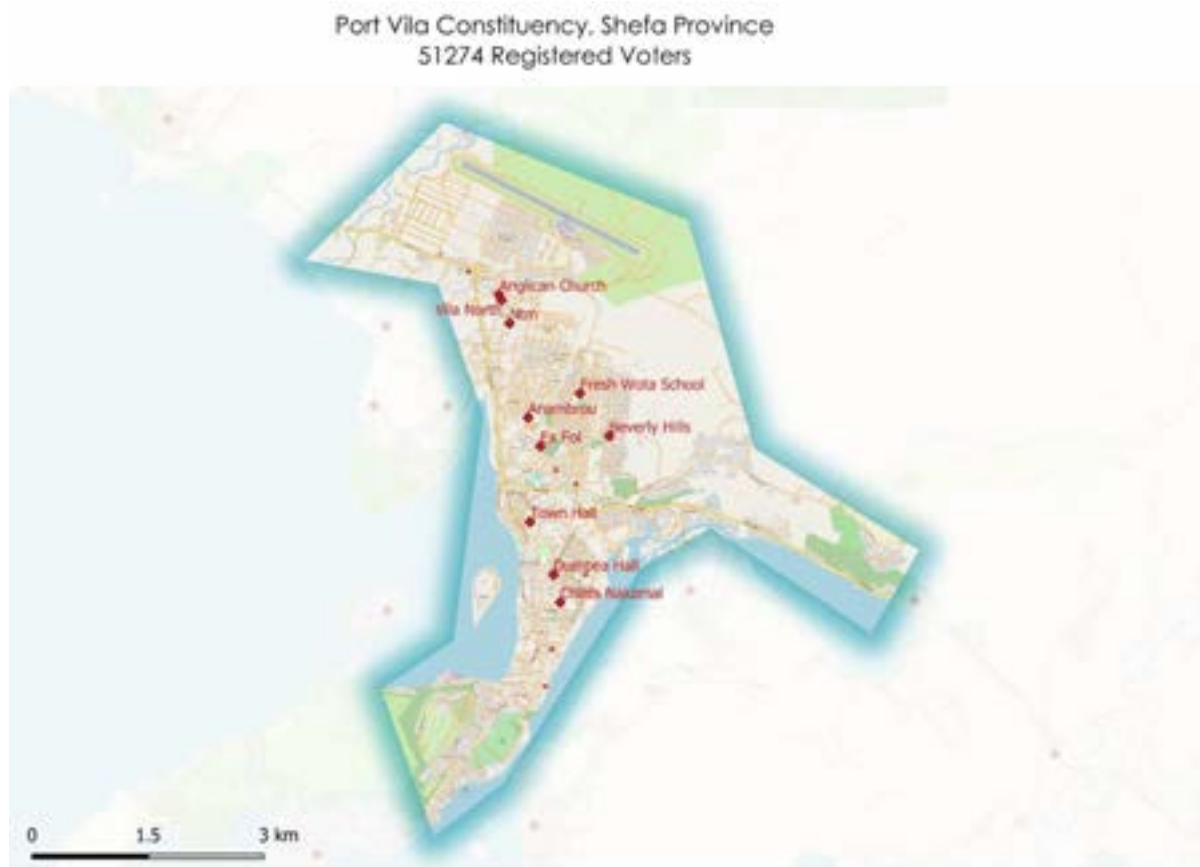 Port Vila Constituency, Shefa Province
51274 Registered Voters
Anglican Church
Vila North
Fresh Wota School
Anambrou
Beverly Hills
Ex Fol
Town Hall
Nakamal
0 1.5 3 km